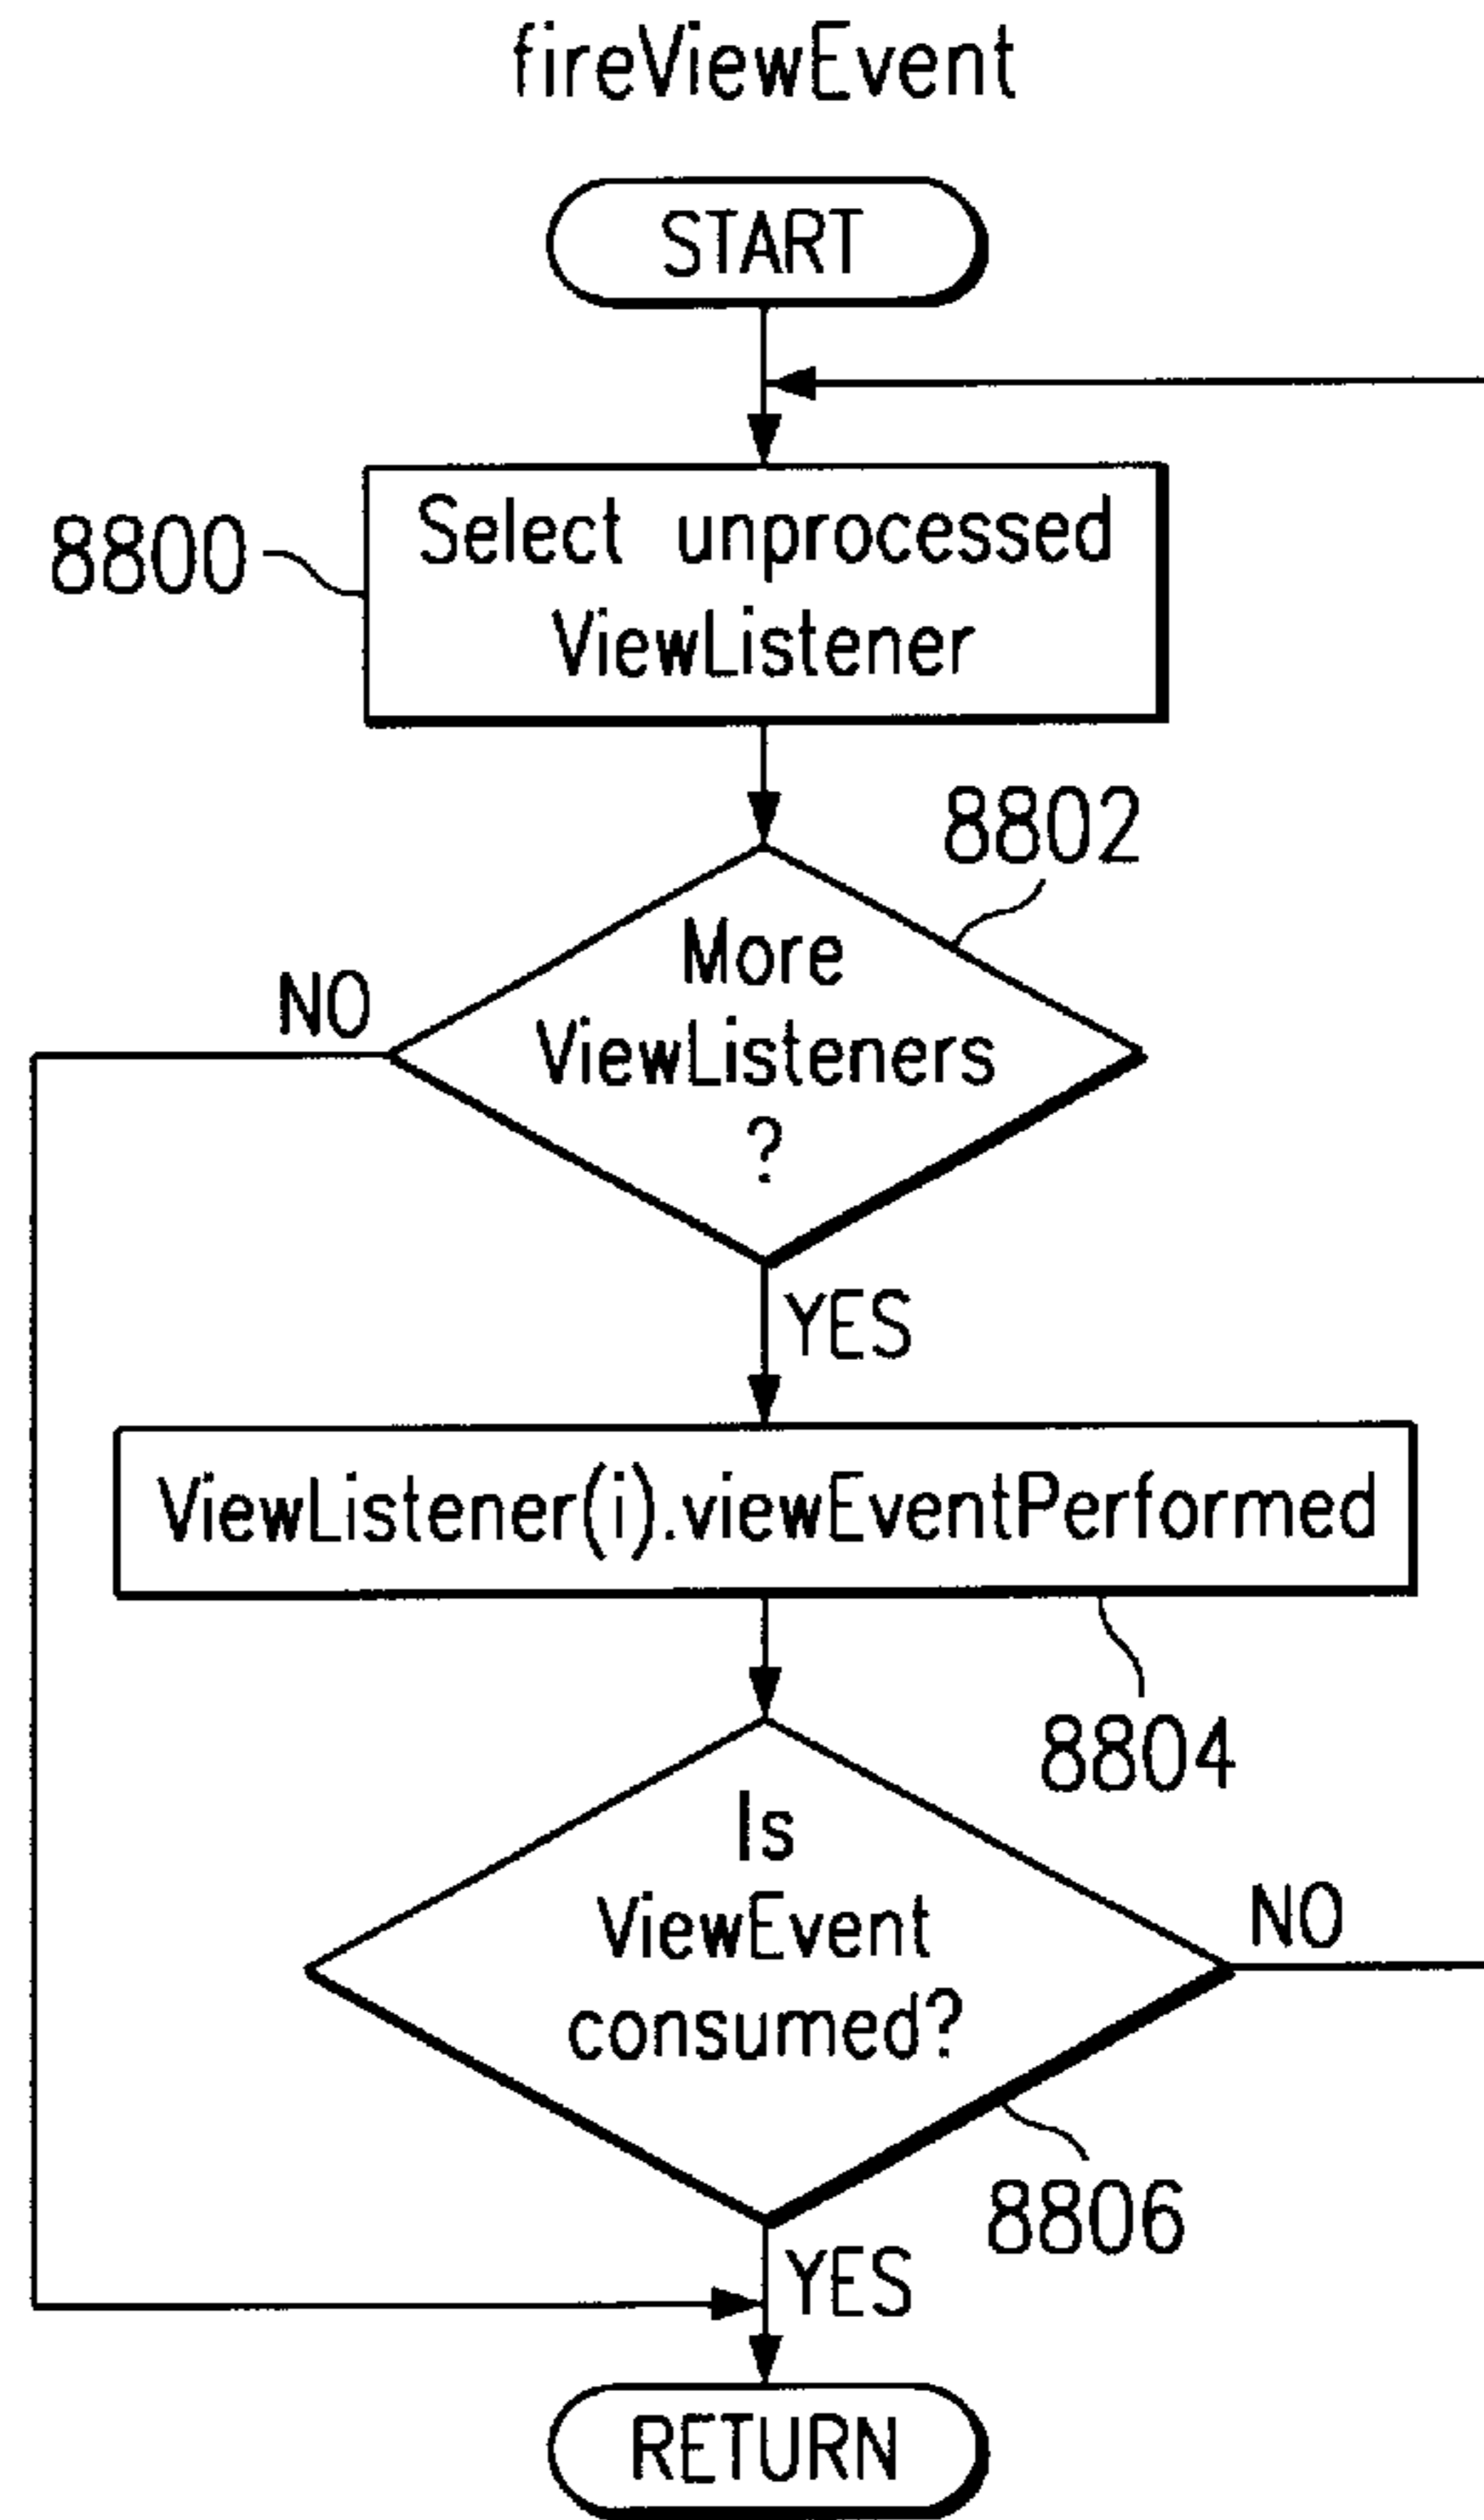 fireViewEvent
START
8800
Select unprocessed
ViewListener
8802
More
ViewListeners
?
NO
YES
ViewListener(i).viewEventPerformed
8804
Is
ViewEvent
consumed?
NO
8806
YES
RETURN